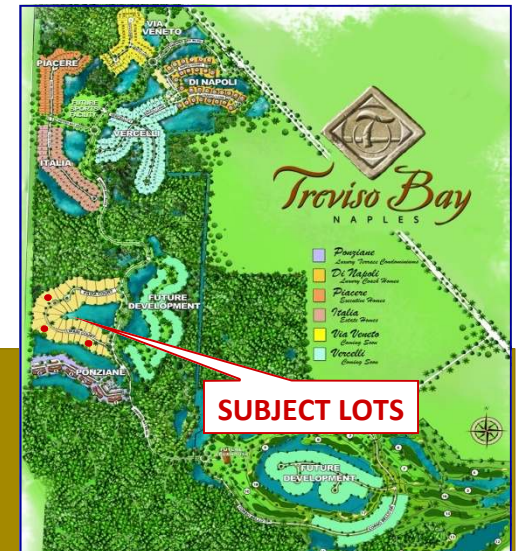 VIA
VENETO
PIACERE
DI NAPOLI
FUTURE
SPORTS
FACILITY
VERCELLI
ITALIA
Treviso Bay
NAPLES
Ponziane
Luxury Terrace Condominiums
Di Napoli
Luxury Coach Homes
Piacere
Executive Homes
Italia
Estate Homes
Via Veneto
Coming Soon
Vercelli
Coming Soon
FUTURE
DEVELOPMENT
PONZIANE
SUBJECT LOTS
FUTURE
FUTURE
DEVELOPMENT